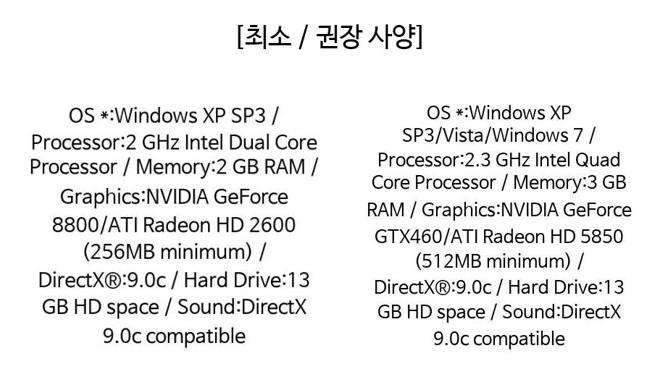 [최소 / 권장 사양]
OS *:Windows XP SP3 /
Processor:2 GHz Intel Dual Core
Processor / Memory:2 GB RAM /
Graphics:NVIDIA GeForce
8800/ATI Radeon HD 2600
(256MB minimum) /
DirectX®:9.0c / Hard Drive:13
GB HD space / Sound:DirectX
9.0c compatible
OS *:Windows XP
SP3/Vista/Windows 7 /
Processor:2.3 GHz Intel Quad
Core Processor / Memory:3 GB
RAM / Graphics:NVIDIA GeForce
GTX460/ATI Radeon HD 5850
(512MB minimum) /
DirectX®:9.0c / Hard Drive:13
GB HD space / Sound:DirectX
9.0c compatible